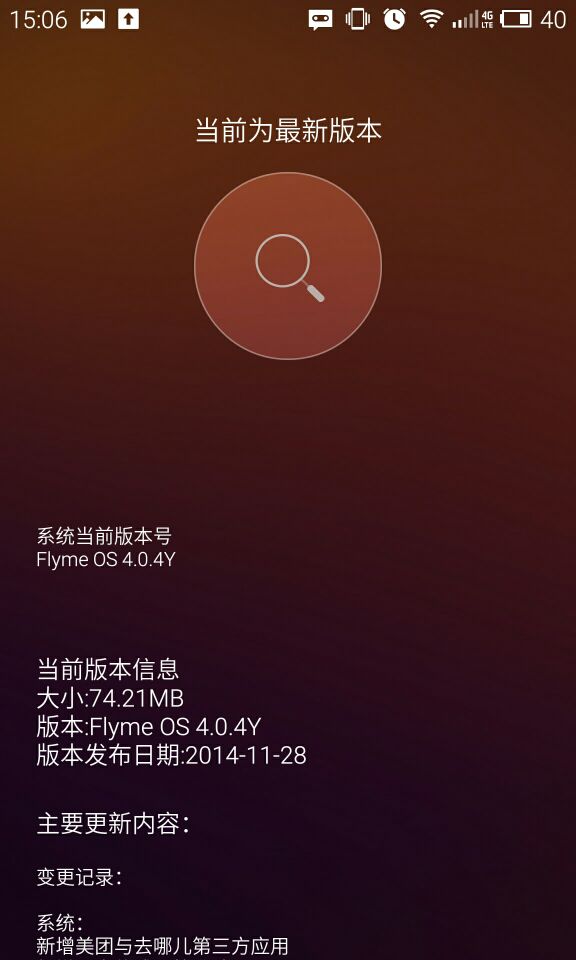 15:06 4G LTE 40
当前为最新版本
系统当前版本号
Flyme OS 4.0.4Y
当前版本信息
大小:74.21MB
版本:Flyme OS 4.0.4Y
版本发布日期:2014-11-28
主要更新内容：
变更记录：
系统：
新增美团与去哪儿第三方应用